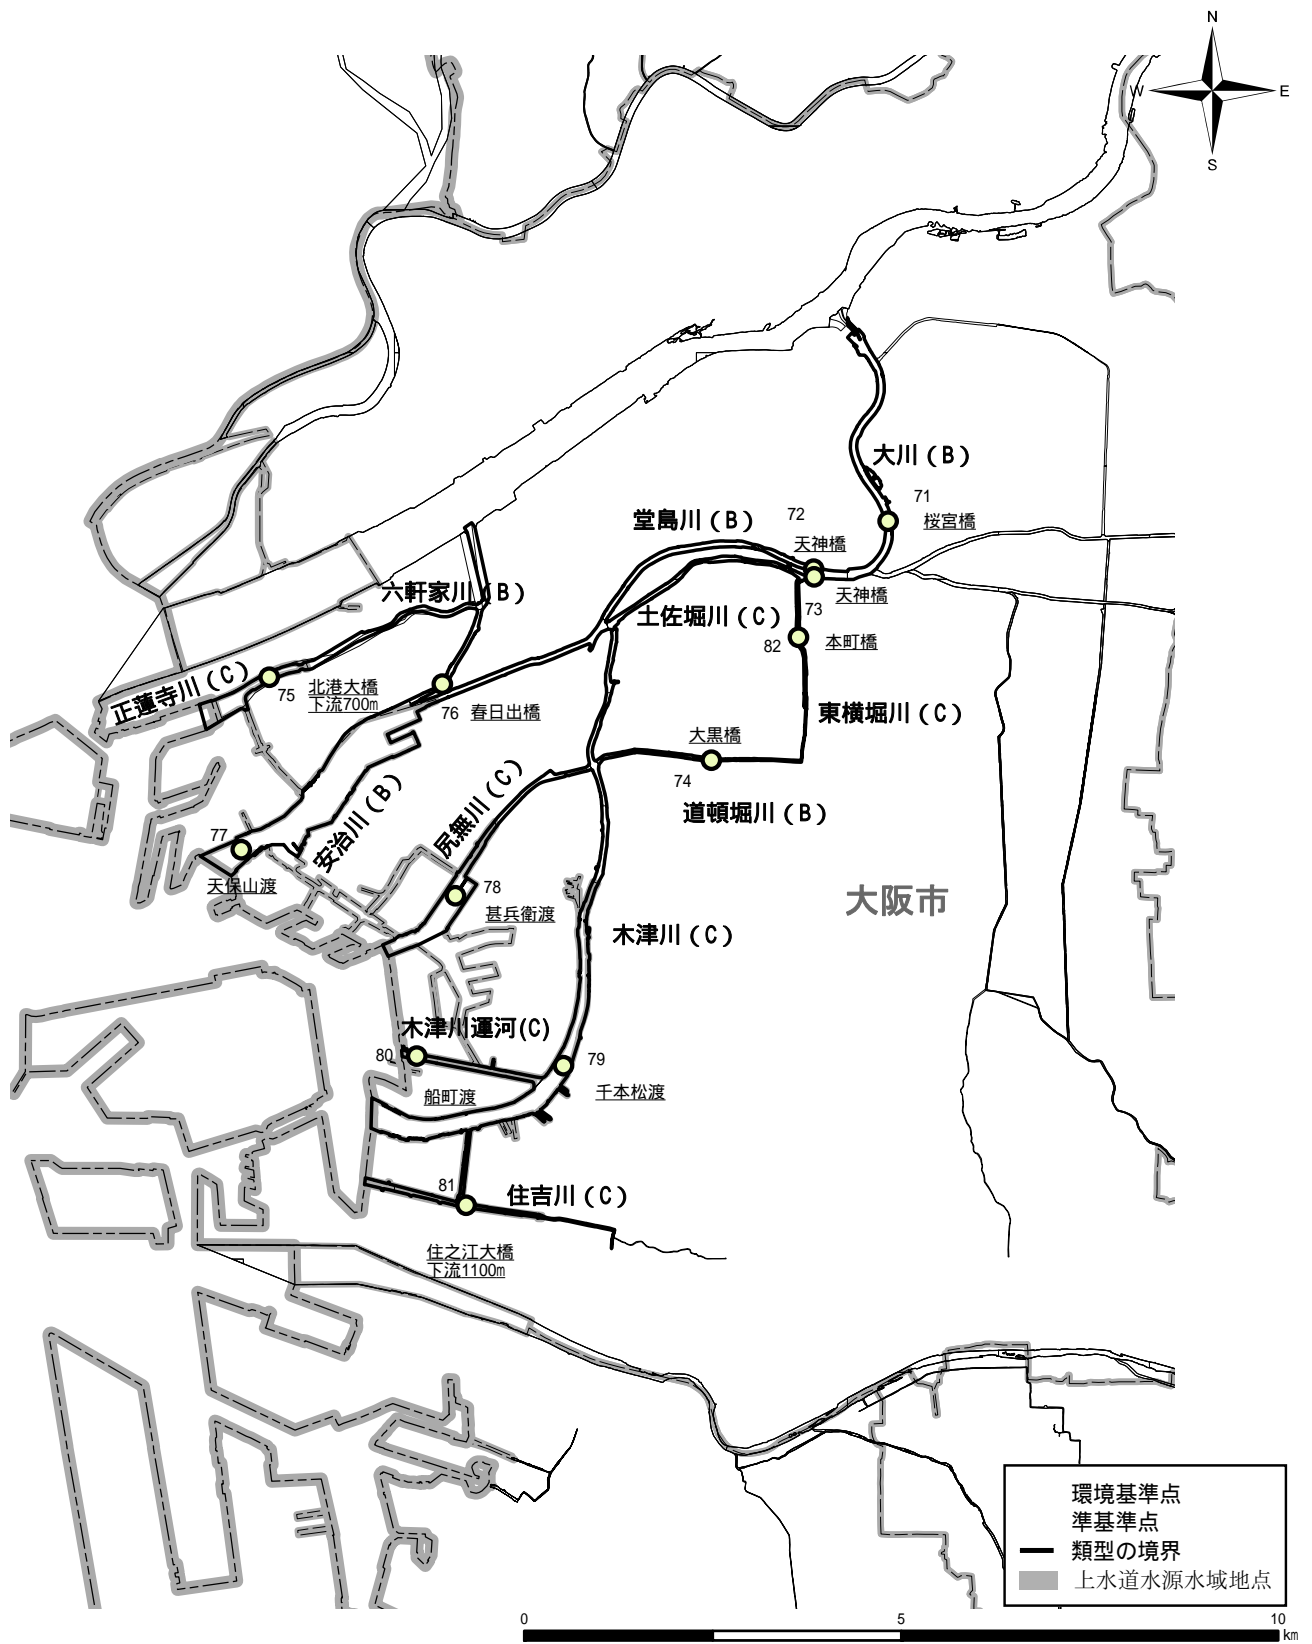 N
W
E
S
大川（B）
71
桜宮橋
堂島川（B）
72
天神橋
天神橋
73
土佐堀川（C）
82
本町橋
六軒家川（B）
正蓮寺川（C）
75
北港大橋
下流700m
76
春日出橋
東横堀川（C）
大黒橋
74
道頓堀川（B）
尻無川（C）
安治川（B）
77
天保山渡
78
甚兵衛渡
大阪市
木津川（C）
木津川運河(C)
80
79
船町渡
千本松渡
81
住吉川（C）
住之江大橋
下流1100m
環境基準点
準基準点
類型の境界
上水道水源水域地点
0
5
10
km